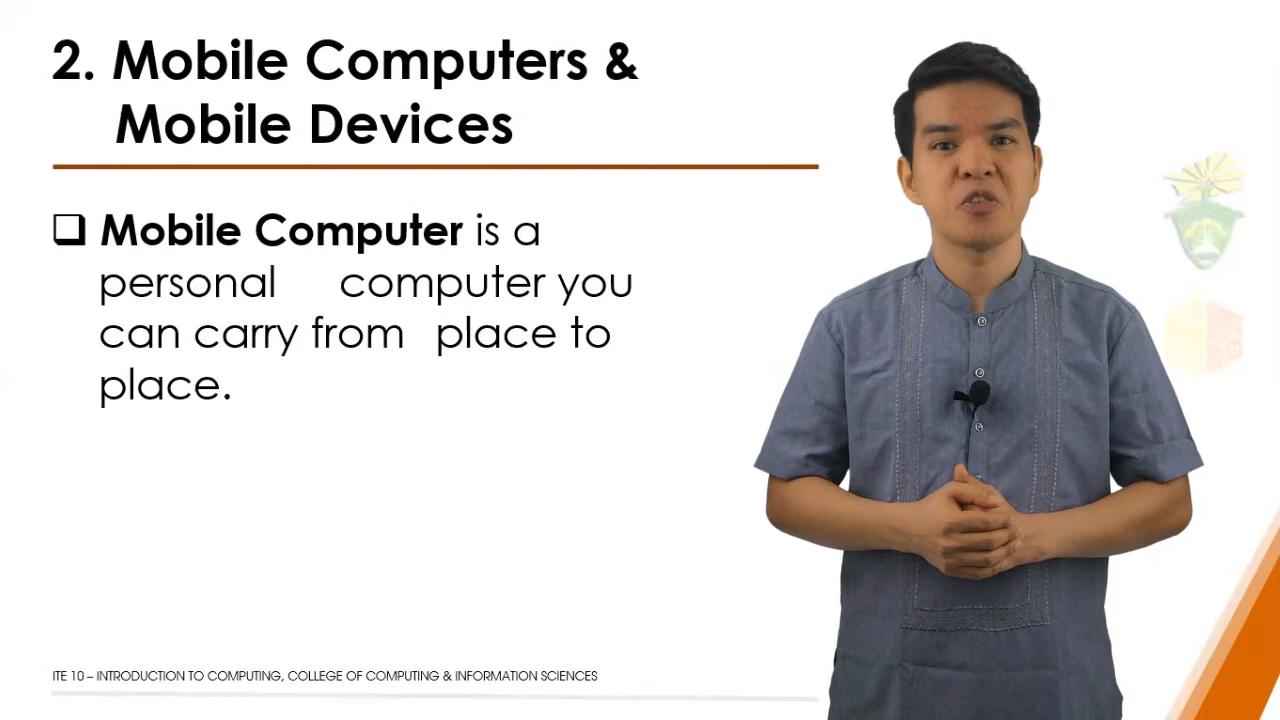 2. Mobile Computers &
Mobile Devices
Mobile Computer is a
personal computer you
can carry from place to
place.
ITE 10 – INTRODUCTION TO COMPUTING, COLLEGE OF COMPUTING & INFORMATION SCIENCES